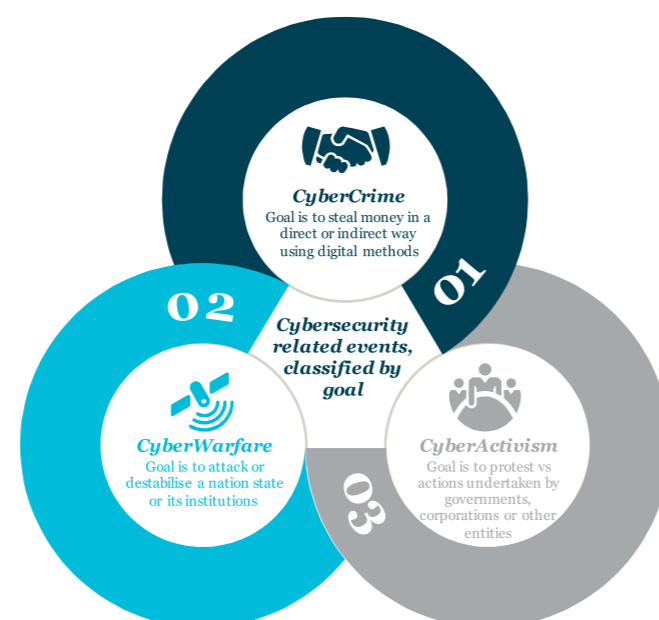 CyberCrime
Goal is to steal money in a
direct or indirect way
using digital methods
01
02
Cybersecurity
related events,
classified by
goal
CyberWarfare
Goal is to attack or
destabilise a nation state
or its institutions
CyberActivism
Goal is to protest vs
actions undertaken by
governments,
corporations or other
entities
03